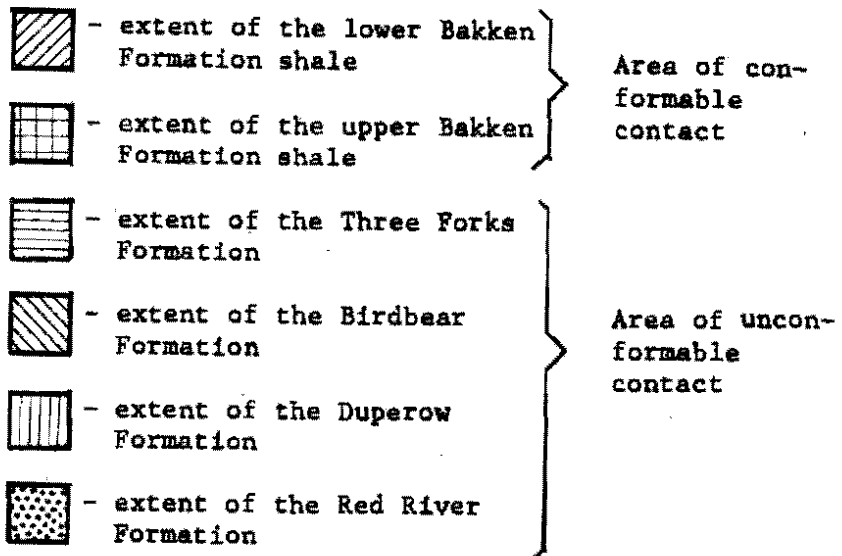 - extent of the lower Bakken
Formation shale
- extent of the upper Bakken
Formation shale
Area of con-
formable
contact
- extent of the Three Forks
Formation
- extent of the Birdbear
Formation
- extent of the Duperow
Formation
- extent of the Red River
Formation
Area of uncon-
formable
contact